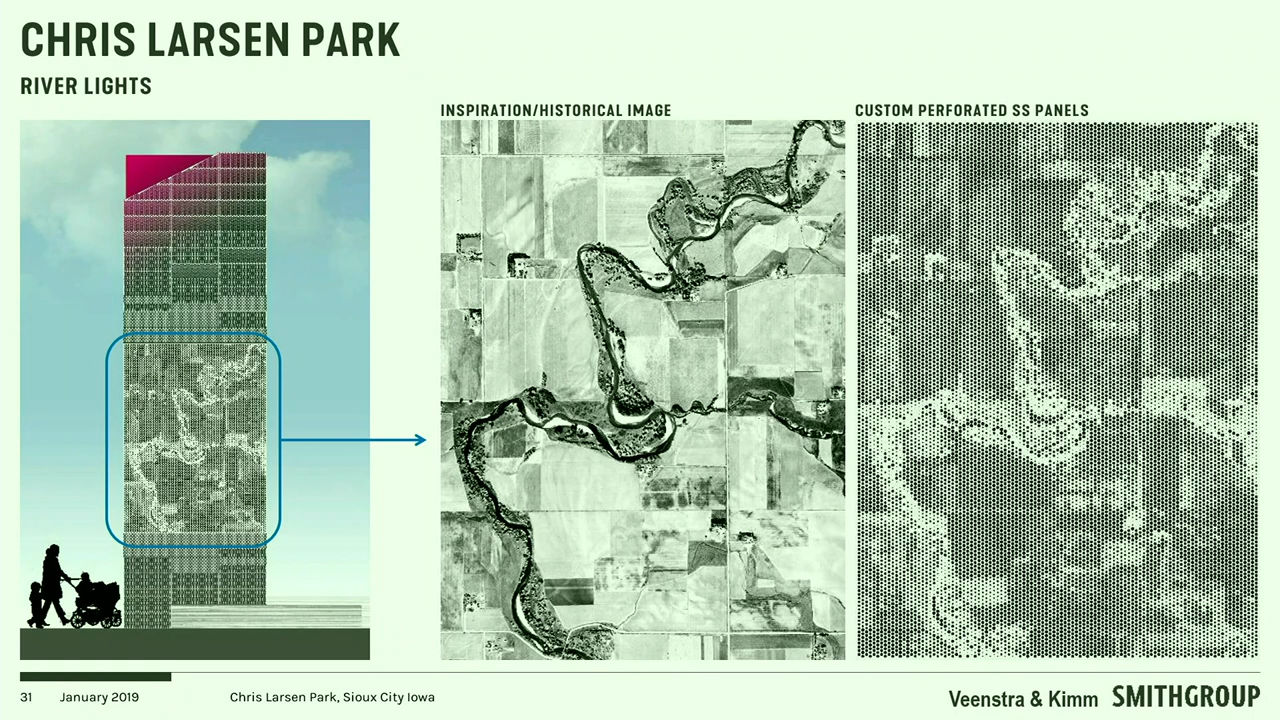 CHRIS LARSEN PARK
RIVER LIGHTS
INSPIRATION/HISTORICAL IMAGE
CUSTOM PERFORATED SS PANELS
31 January 2019 Chris Larsen Park, Sioux City Iowa
Veenstra & Kimm SMITHGROUP